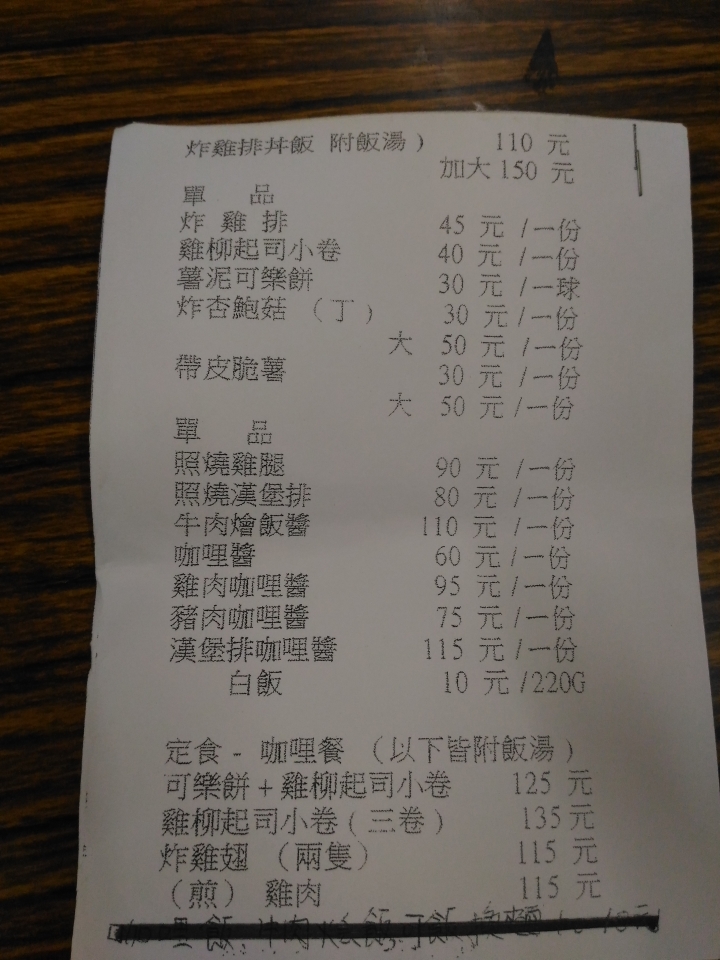 炸雞排丼飯 附飯湯) 110 元
加大 150 元
單 品
炸 雞 排 45 元 /一份
雞柳起司小卷 40 元 /一份
薯泥可樂餅 30 元 /一球
炸杏鮑菇 (丁) 30 元 /一份
大 50 元 /一份
帶皮脆薯 30 元 /一份
大 50 元 /一份
單 品
照燒雞腿 90 元 /一份
照燒漢堡排 80 元 /一份
牛肉燴飯醬 110 元 /一份
咖哩醬 60 元 /一份
雞肉咖哩醬 95 元 /一份
豬肉咖哩醬 75 元 /一份
漢堡排咖哩醬 115 元 /一份
白飯 10 元 /220G
定食 - 咖哩餐 (以下皆附飯湯)
可樂餅 + 雞柳起司小卷 125 元
雞柳起司小卷 (三卷) 135 元
炸雞翅 (兩隻) 115 元
(煎) 雞肉 115 元